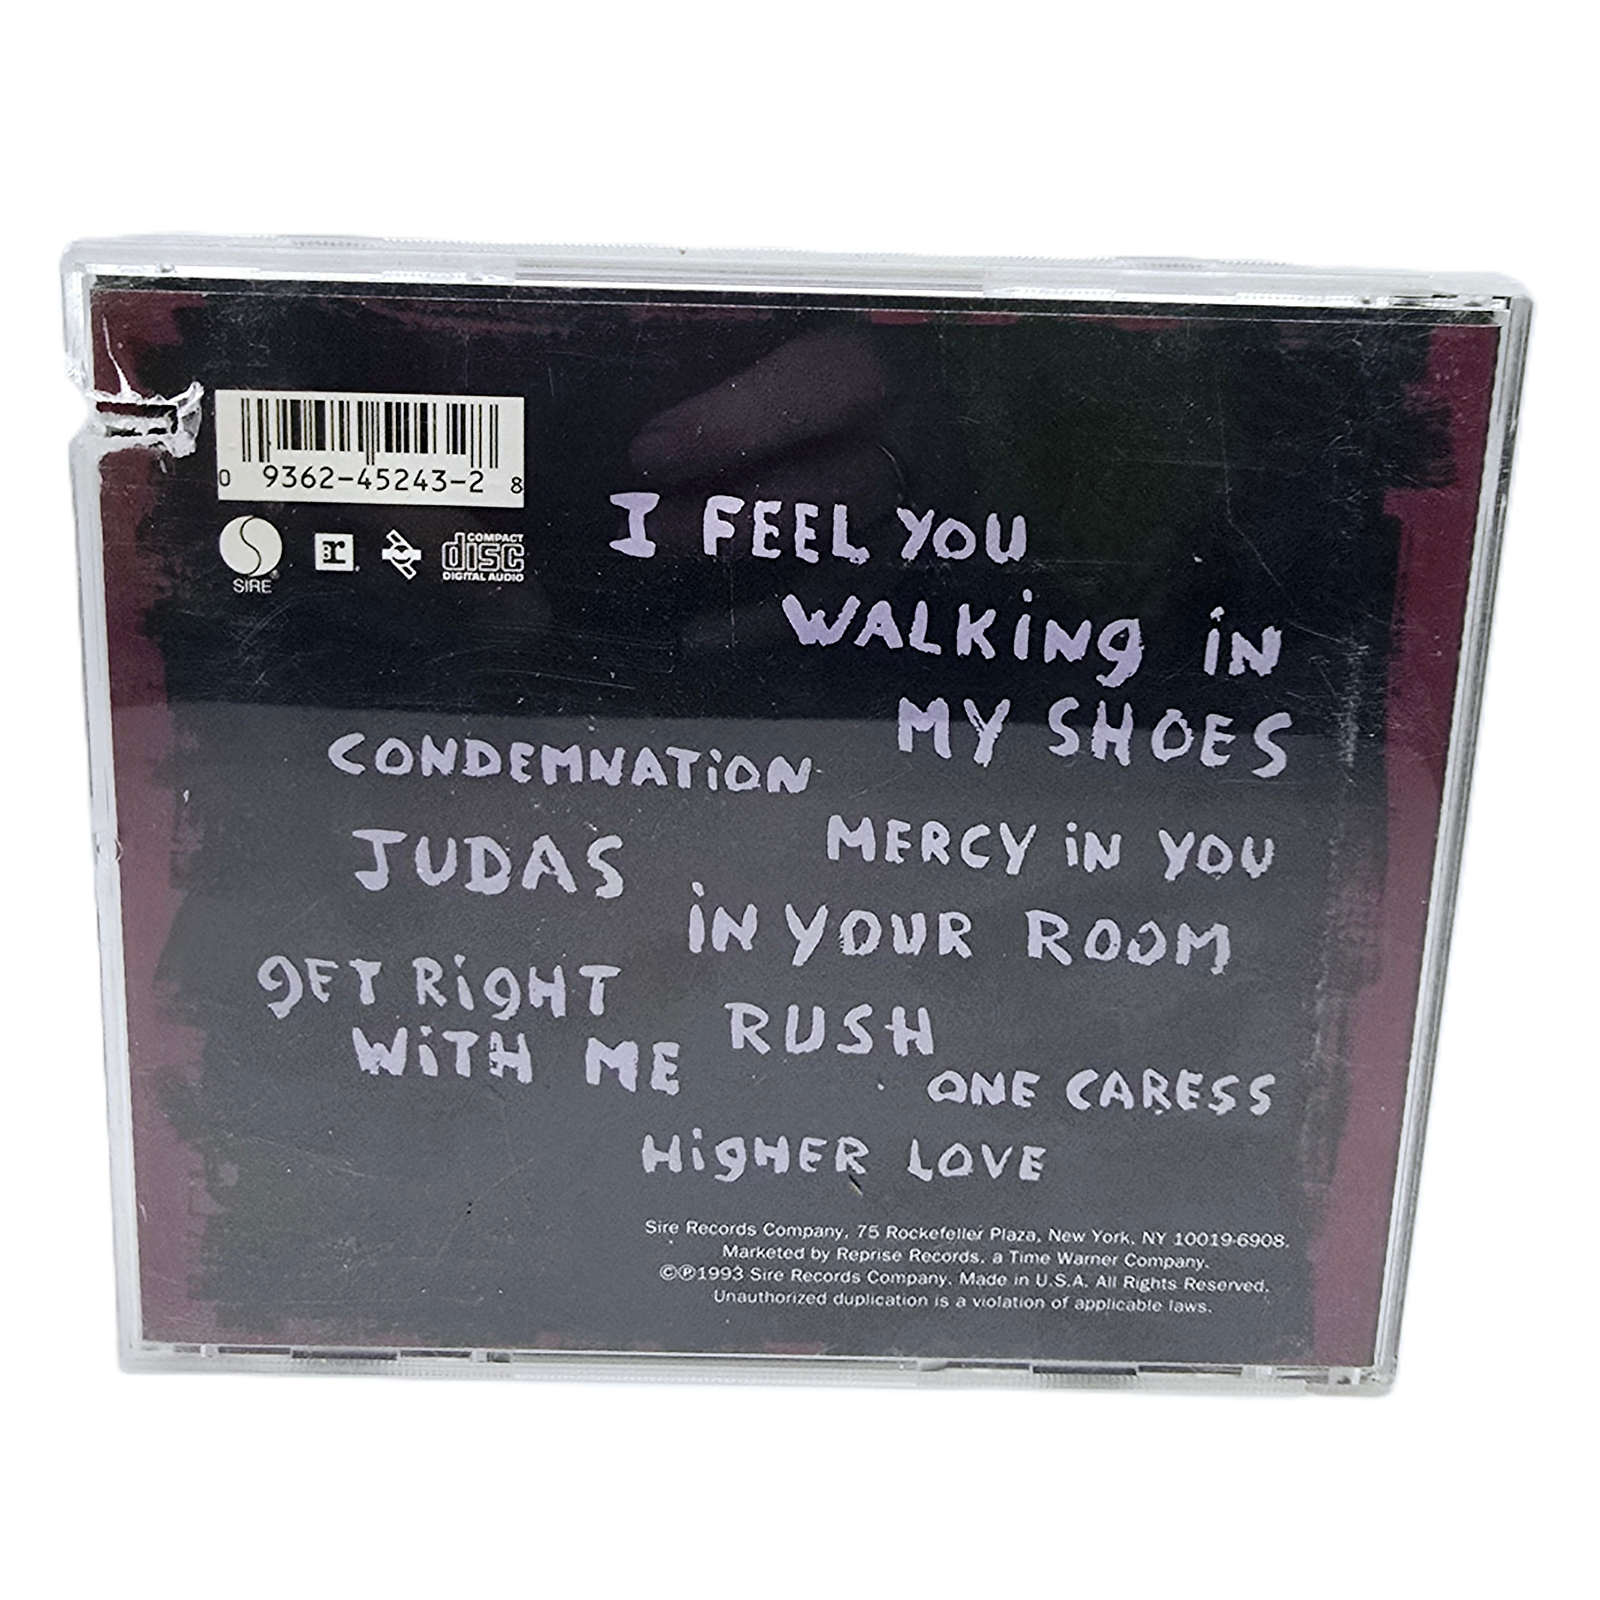 0 9362-45243-2 8
SIRE
R
COMPACT
disc
DIGITAL AUDIO
I FEEL YOU
WALKiNg iN
MY SHOES
CONDEMNATiON
MERCY iN YOU
JUDAS
iN YOUR ROOM
gET RigHT
WiTH ME
RUSH
ONE CARESS
HigHER LOVE
Sire Records Company, 75 Rockefeller Plaza, New York, NY 10019-6908.
Marketed by Reprise Records, a Time Warner Company.
©℗1993 Sire Records Company. Made in U.S.A. All Rights Reserved.
Unauthorized duplication is a violation of applicable laws.